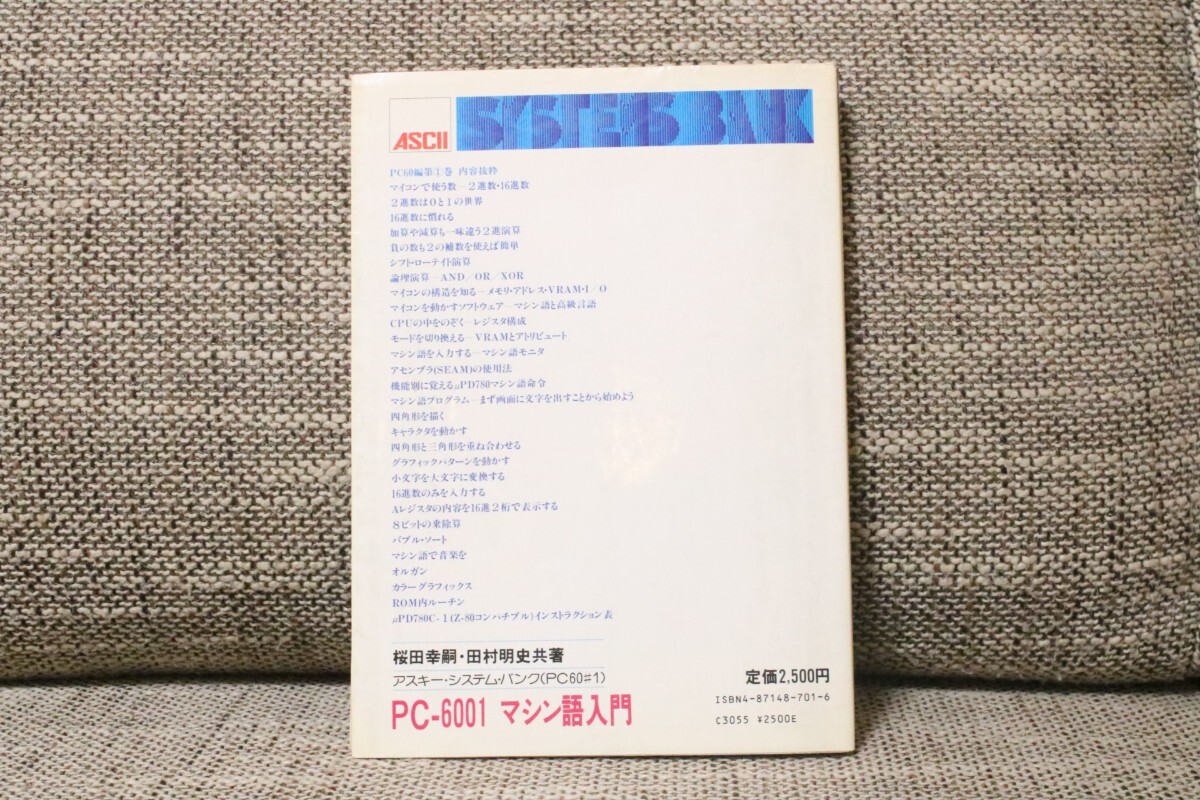 ASCII
SYSTEMS BANK
PC60編第①巻 内容抜粋
マイコンで使う数―2進数・16進数
2進数は0と1の世界
16進数に慣れる
加算や減算も一味違う2進演算
負の数も2の補数を使えば簡単
シフト・ローテイト演算
論理演算―AND/OR/XOR
マイコンの構造を知る―メモリ・アドレス・VRAM・I/O
マイコンを動かすソフトウェア―マシン語と高級言語
CPUの中をのぞく―レジスタ構成
モードを切り換える―VRAMとアトリビュート
マシン語を入力する―マシン語モニタ
アセンブラ(SEAM)の使用法
機能別に覚えるμPD780マシン語命令
マシン語プログラム―まず画面に文字を出すことから始めよう
四角形を描く
キャラクタを動かす
四角形と三角形を重ね合わせる
グラフィックパターンを動かす
小文字を大文字に変換する
16進数のみを入力する
Aレジスタの内容を16進2桁で表示する
8ビットの乗除算
バブル・ソート
マシン語で音楽を
オルガン
カラーグラフィックス
ROM内ルーチン
μPD780C-1(Z-80コンパチブル)インストラクション表
桜田幸嗣・田村明史共著
アスキー・システム・バンク(PC60#1)
PC-6001 マシン語入門
定価2,500円
ISBN4-87148-701-6
C3055 ¥2500E